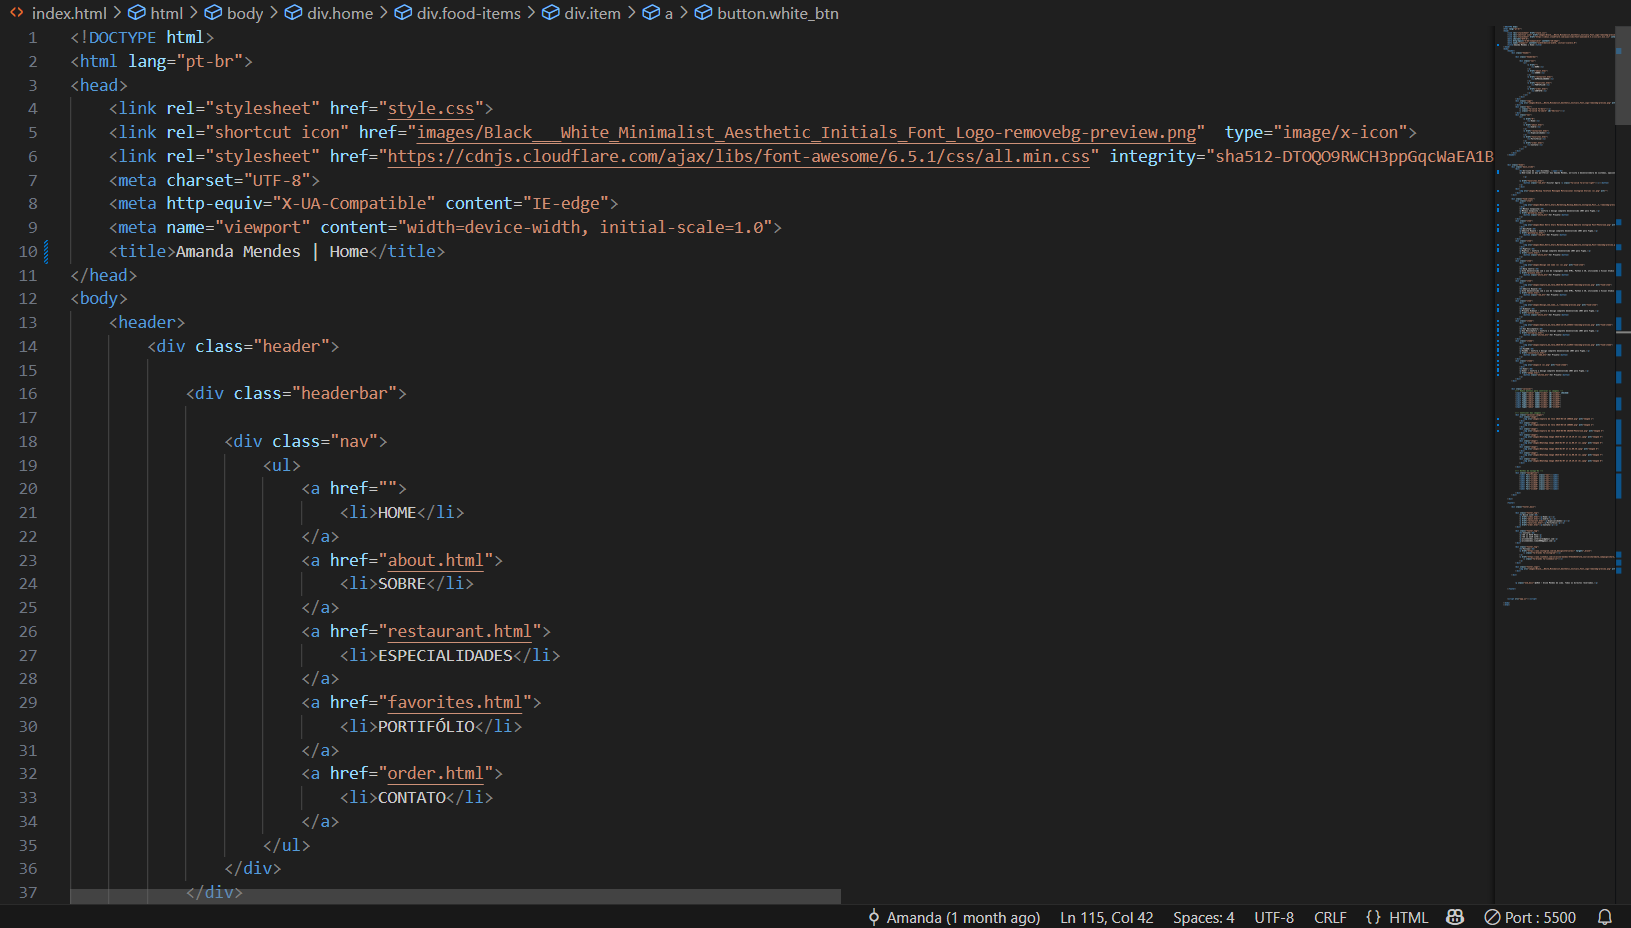 index.html > html > body > div.home > div.food-items > div.item > a > button.white_btn
1 <!DOCTYPE html>
2 <html lang="pt-br">
3 <head>
4 <link rel="stylesheet" href="style.css">
5 <link rel="shortcut icon" href="images/Black___White_Minimalist_Aesthetic_Initials_Font_Logo-removebg-preview.png"  type="image/x-icon">
6 <link rel="stylesheet" href="https://cdnjs.cloudflare.com/ajax/libs/font-awesome/6.5.1/css/all.min.css" integrity="sha512-DTOQO9RWCH3ppGqcWaEA1B
7 <meta charset="UTF-8">
8 <meta http-equiv="X-UA-Compatible" content="IE-edge">
9 <meta name="viewport" content="width=device-width, initial-scale=1.0">
10 <title>Amanda Mendes | Home</title>
11 </head>
12 <body>
13 <header>
14 <div class="header">
15
16 <div class="headerbar">
17
18 <div class="nav">
19 <ul>
20 <a href="">
21 <li>HOME</li>
22 </a>
23 <a href="about.html">
24 <li>SOBRE</li>
25 </a>
26 <a href="restaurant.html">
27 <li>ESPECIALIDADES</li>
28 </a>
29 <a href="favorites.html">
30 <li>PORTIFÓLIO</li>
31 </a>
32 <a href="order.html">
33 <li>CONTATO</li>
34 </a>
35 </ul>
36 </div>
37 </div>
Amanda (1 month ago) Ln 115, Col 42 Spaces: 4 UTF-8 CRLF {} HTML Port : 5500